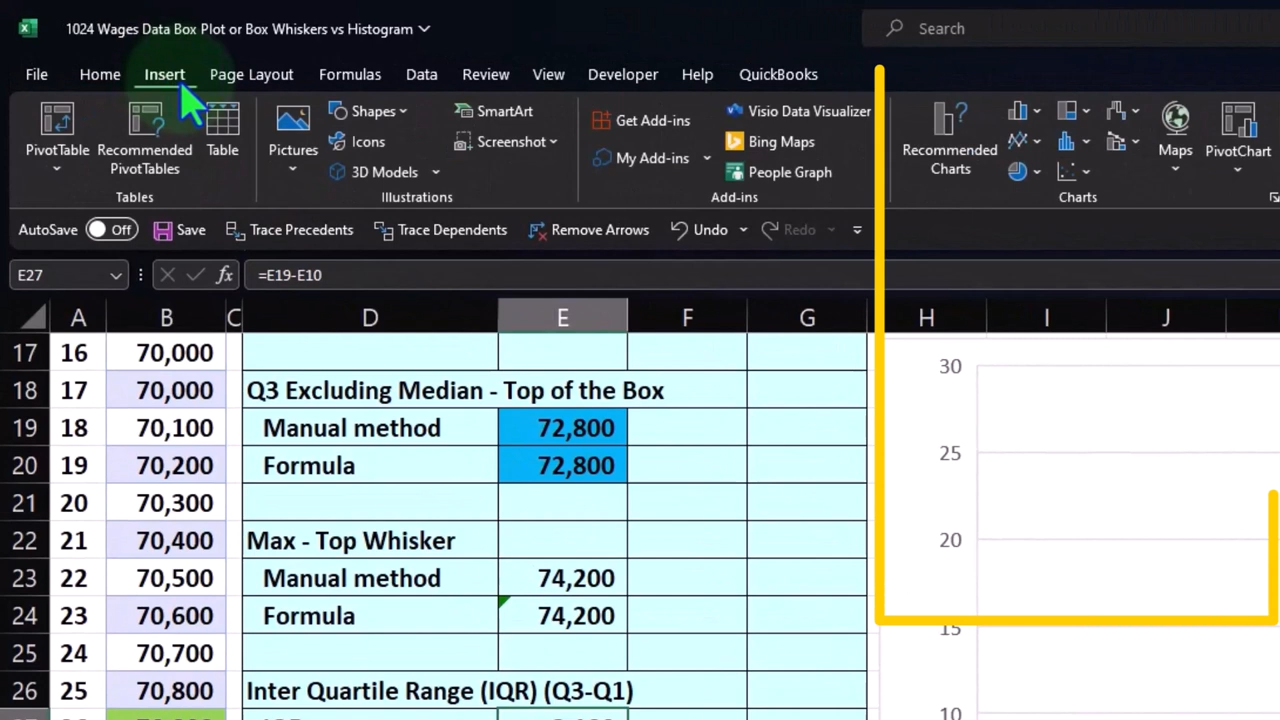 1024 Wages Data Box Plot or Box Whiskers vs Histogram
Search
File Home Insert Page Layout Formulas Data Review View Developer Help QuickBooks
PivotTable
Recommended PivotTables
Table
Tables
Pictures
Shapes
Icons
3D Models
SmartArt
Screenshot
Illustrations
Get Add-ins
My Add-ins
Visio Data Visualizer
Bing Maps
People Graph
Add-ins
Recommended Charts
Maps
PivotChart
Charts
AutoSave Off Save Trace Precedents Trace Dependents Remove Arrows Undo Redo
E27 fx =E19-E10
A B C D E F G H I J
17 16 70,000
18 17 70,000 Q3 Excluding Median - Top of the Box
19 18 70,100 Manual method 72,800
20 19 70,200 Formula 72,800
21 20 70,300
22 21 70,400 Max - Top Whisker
23 22 70,500 Manual method 74,200
24 23 70,600 Formula 74,200
25 24 70,700
26 25 70,800 Inter Quartile Range (IQR) (Q3-Q1)
30
25
20
15
10